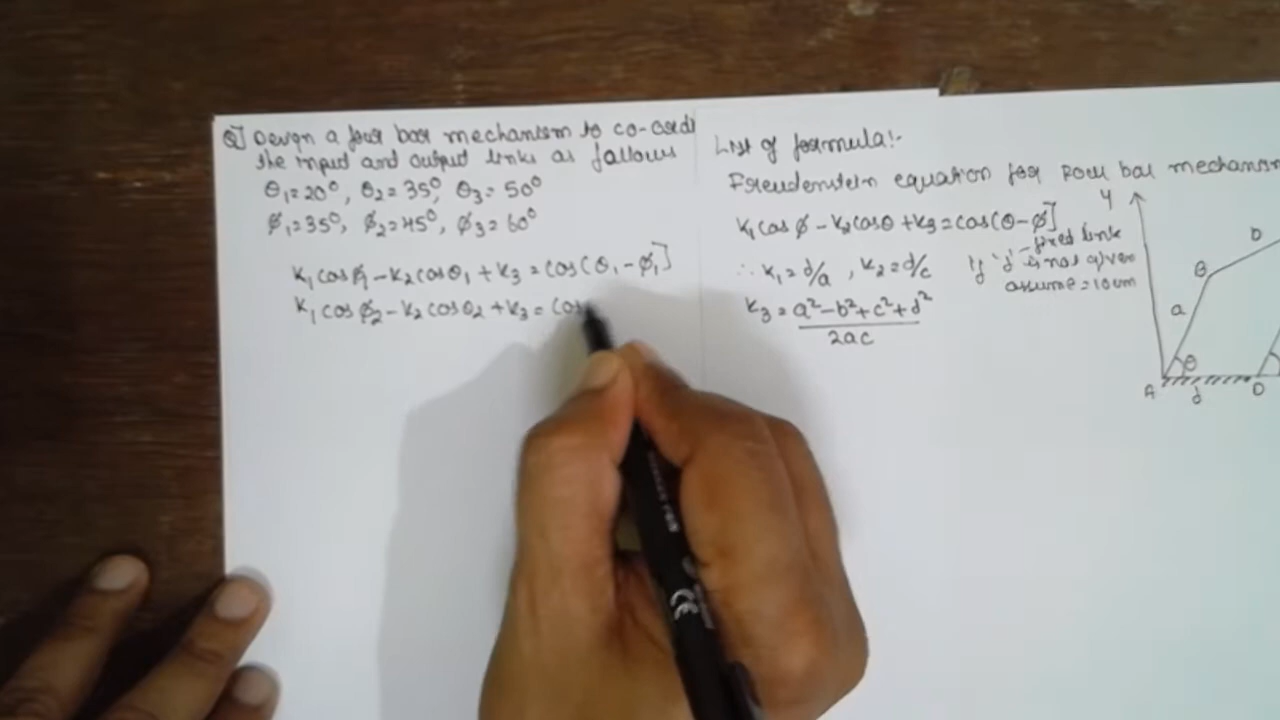 Q] Design a four bar mechanism to co-ordi
the input and output links as follows
θ1=20°, θ2=35°, θ3=50°
ϕ1=35°, ϕ2=45°, ϕ3=60°
K1 cos ϕ1 - K2 cos θ1 + K3 = cos(θ1 - ϕ1]
K1 cos ϕ2 - K2 cos θ2 + K3 = cos
List of formula:-
Freudenstein equation for Four bar mechanism
K1 cos ϕ - K2 cos θ + K3 = cos(θ-ϕ]
∴ K1 = d/a , K2 = d/c
K3 = a²-b²+c²+d²
2ac
fixed link
If 'd' is not given
assume = 10cm
Y
B
b
a
θ
A
d
D
CE